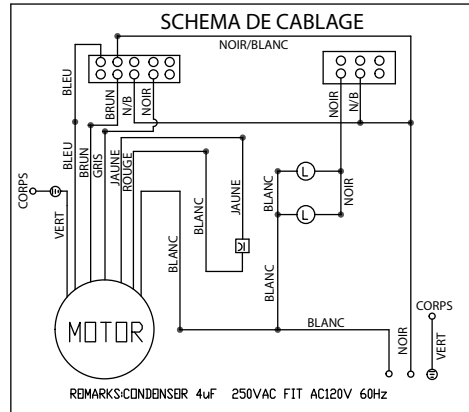 SCHEMA DE CABLAGE
NOIR/BLANC
BLEU
BRUN
N/B
NOIR
NOIR
N/B
BLEU
BRUN
GRIS
JAUNE
ROUGE
CORPS
VERT
BLANC
JAUNE
BLANC
L
NOIR
L
BLANC
BLANC
CORPS
MOTOR
NOIR
VERT
REMARKS:CONDENSER 4uF 250VAC FIT AC120V 60Hz